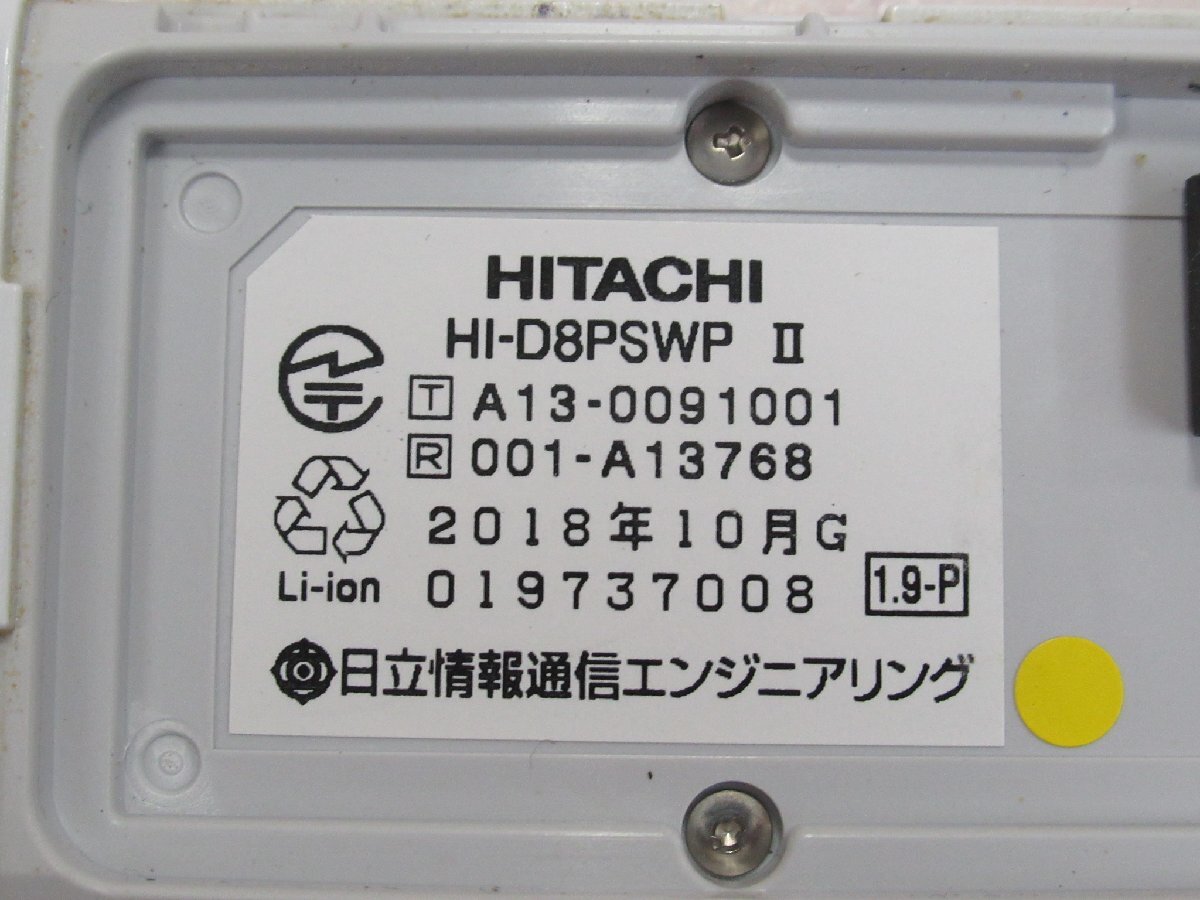 HITACHI
HI-D8PSWP Ⅱ
T A13-0091001
R 001-A13768
2018年10月G
Li-ion 019737008 1.9-P
日立情報通信エンジニアリング